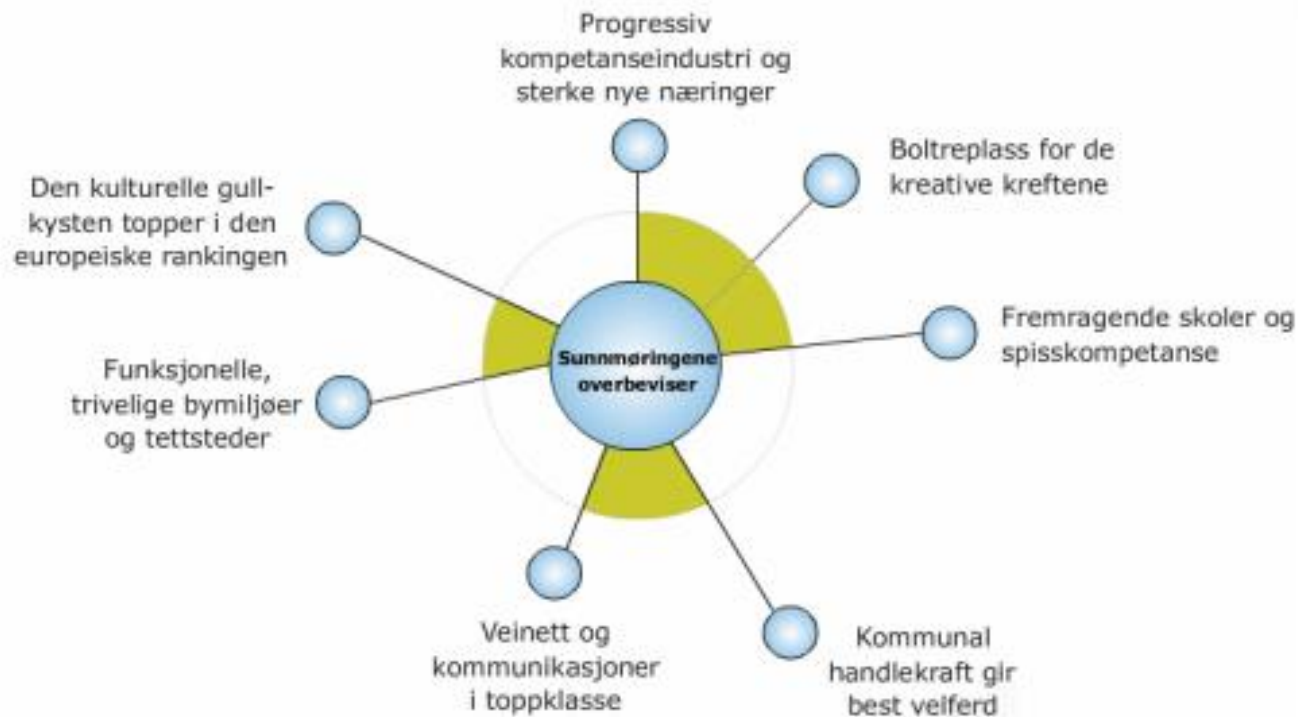 Progressiv
kompetanseindustri og
sterke nye næringer
Boltreplass for de
kreative kreftene
Den kulturelle gull-
kysten topper i den
europeiske rankingen
Fremragende skoler og
spisskompetanse
Sunnmøringene
overbeviser
Funksjonelle,
trivelige bymiljøer
og tettsteder
Veinett og
kommunikasjoner
i toppklasse
Kommunal
handlekraft gir
best velferd